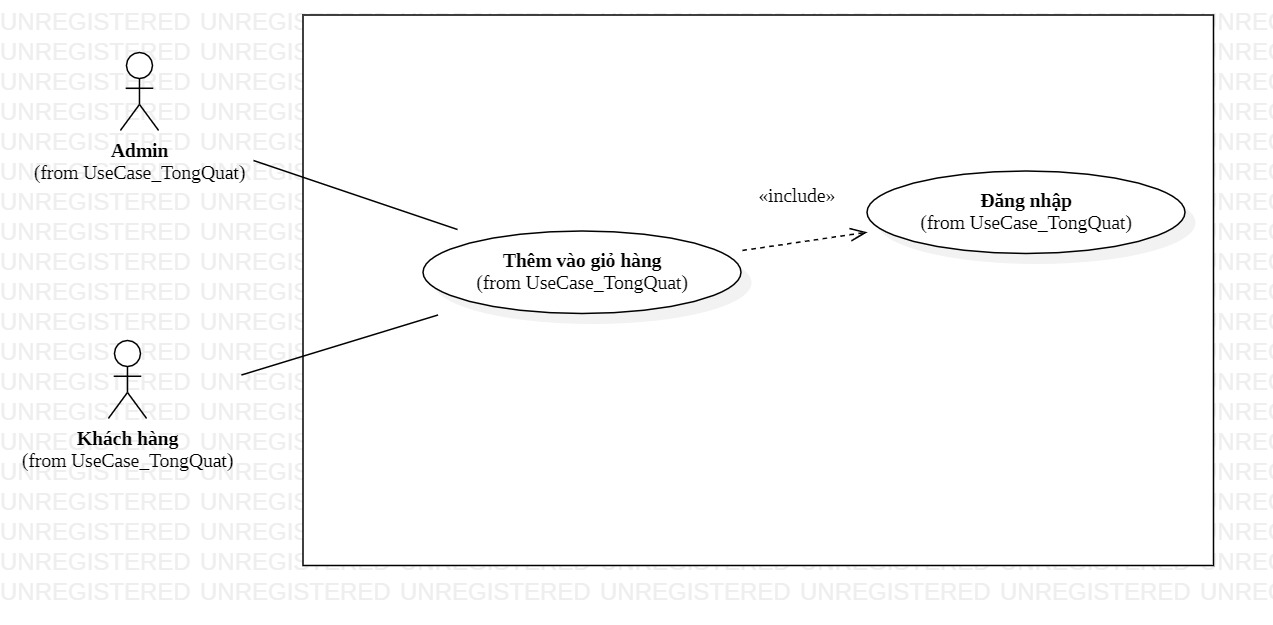 Admin
(from UseCase_TongQuat)
«include»
Đăng nhập
(from UseCase_TongQuat)
Thêm vào giỏ hàng
(from UseCase_TongQuat)
Khách hàng
(from UseCase_TongQuat)
UNREGISTERED UNREGISTERED UNREGISTERED UNREGISTERED UNREGISTERED UNREGISTERED